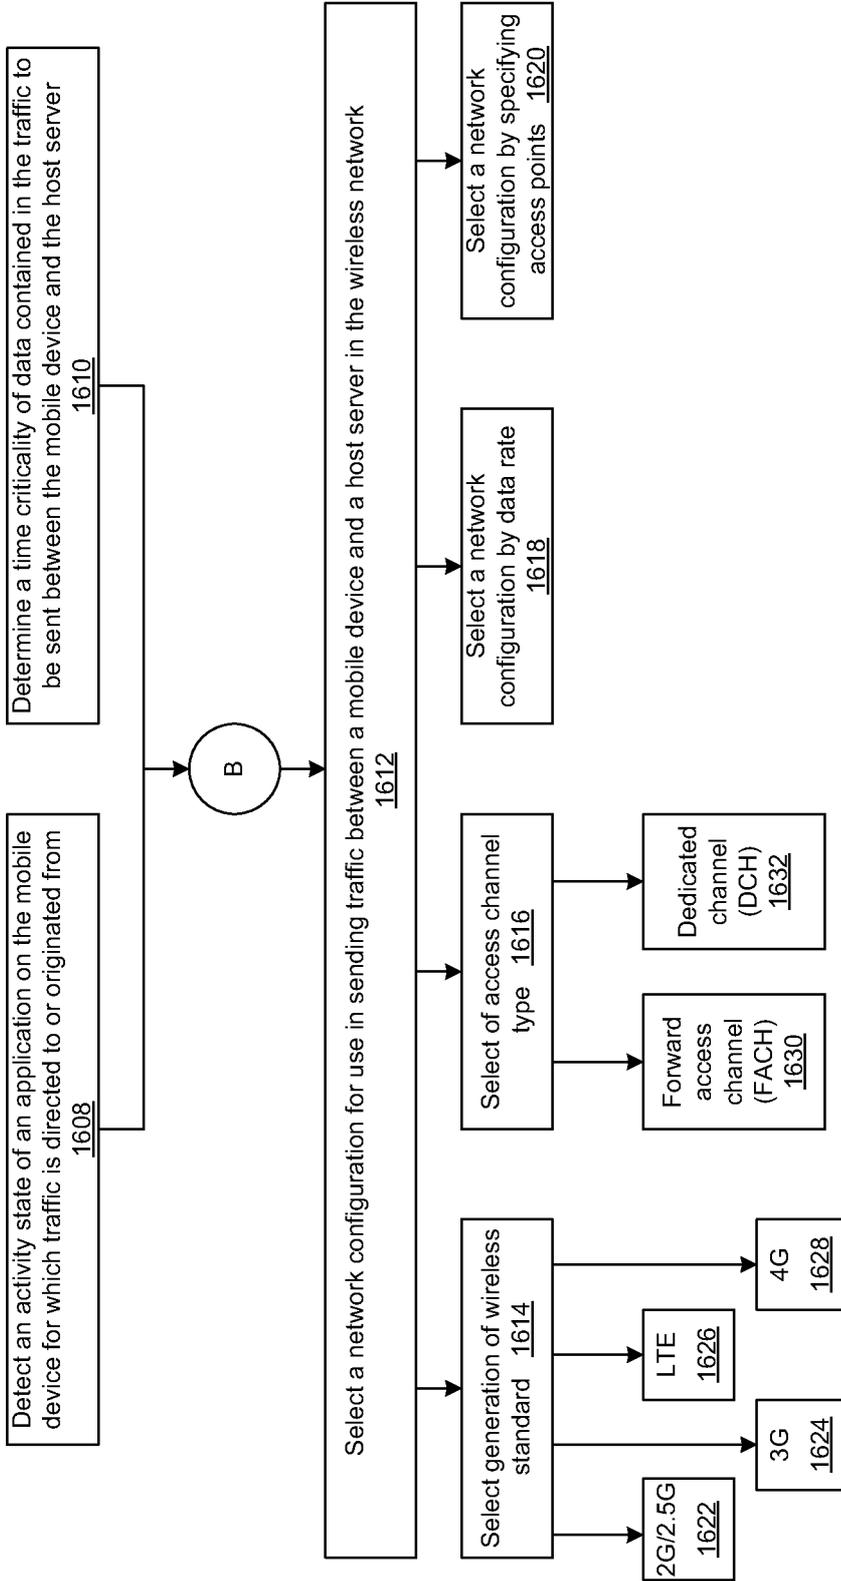 Detect an activity state of an application on the mobile
device for which traffic is directed to or originated from
1608
Determine a time criticality of data contained in the traffic to
be sent between the mobile device and the host server
1610
B
Select a network configuration for use in sending traffic between a mobile device and a host server in the wireless network
1612
Select generation of wireless
standard 1614
Select of access channel
type 1616
Select a network
configuration by data rate
1618
Select a network
configuration by specifying
access points 1620
2G/2.5G
1622
3G
1624
LTE
1626
4G
1628
Forward
access
channel
(FACH)
1630
Dedicated
channel
(DCH)
1632